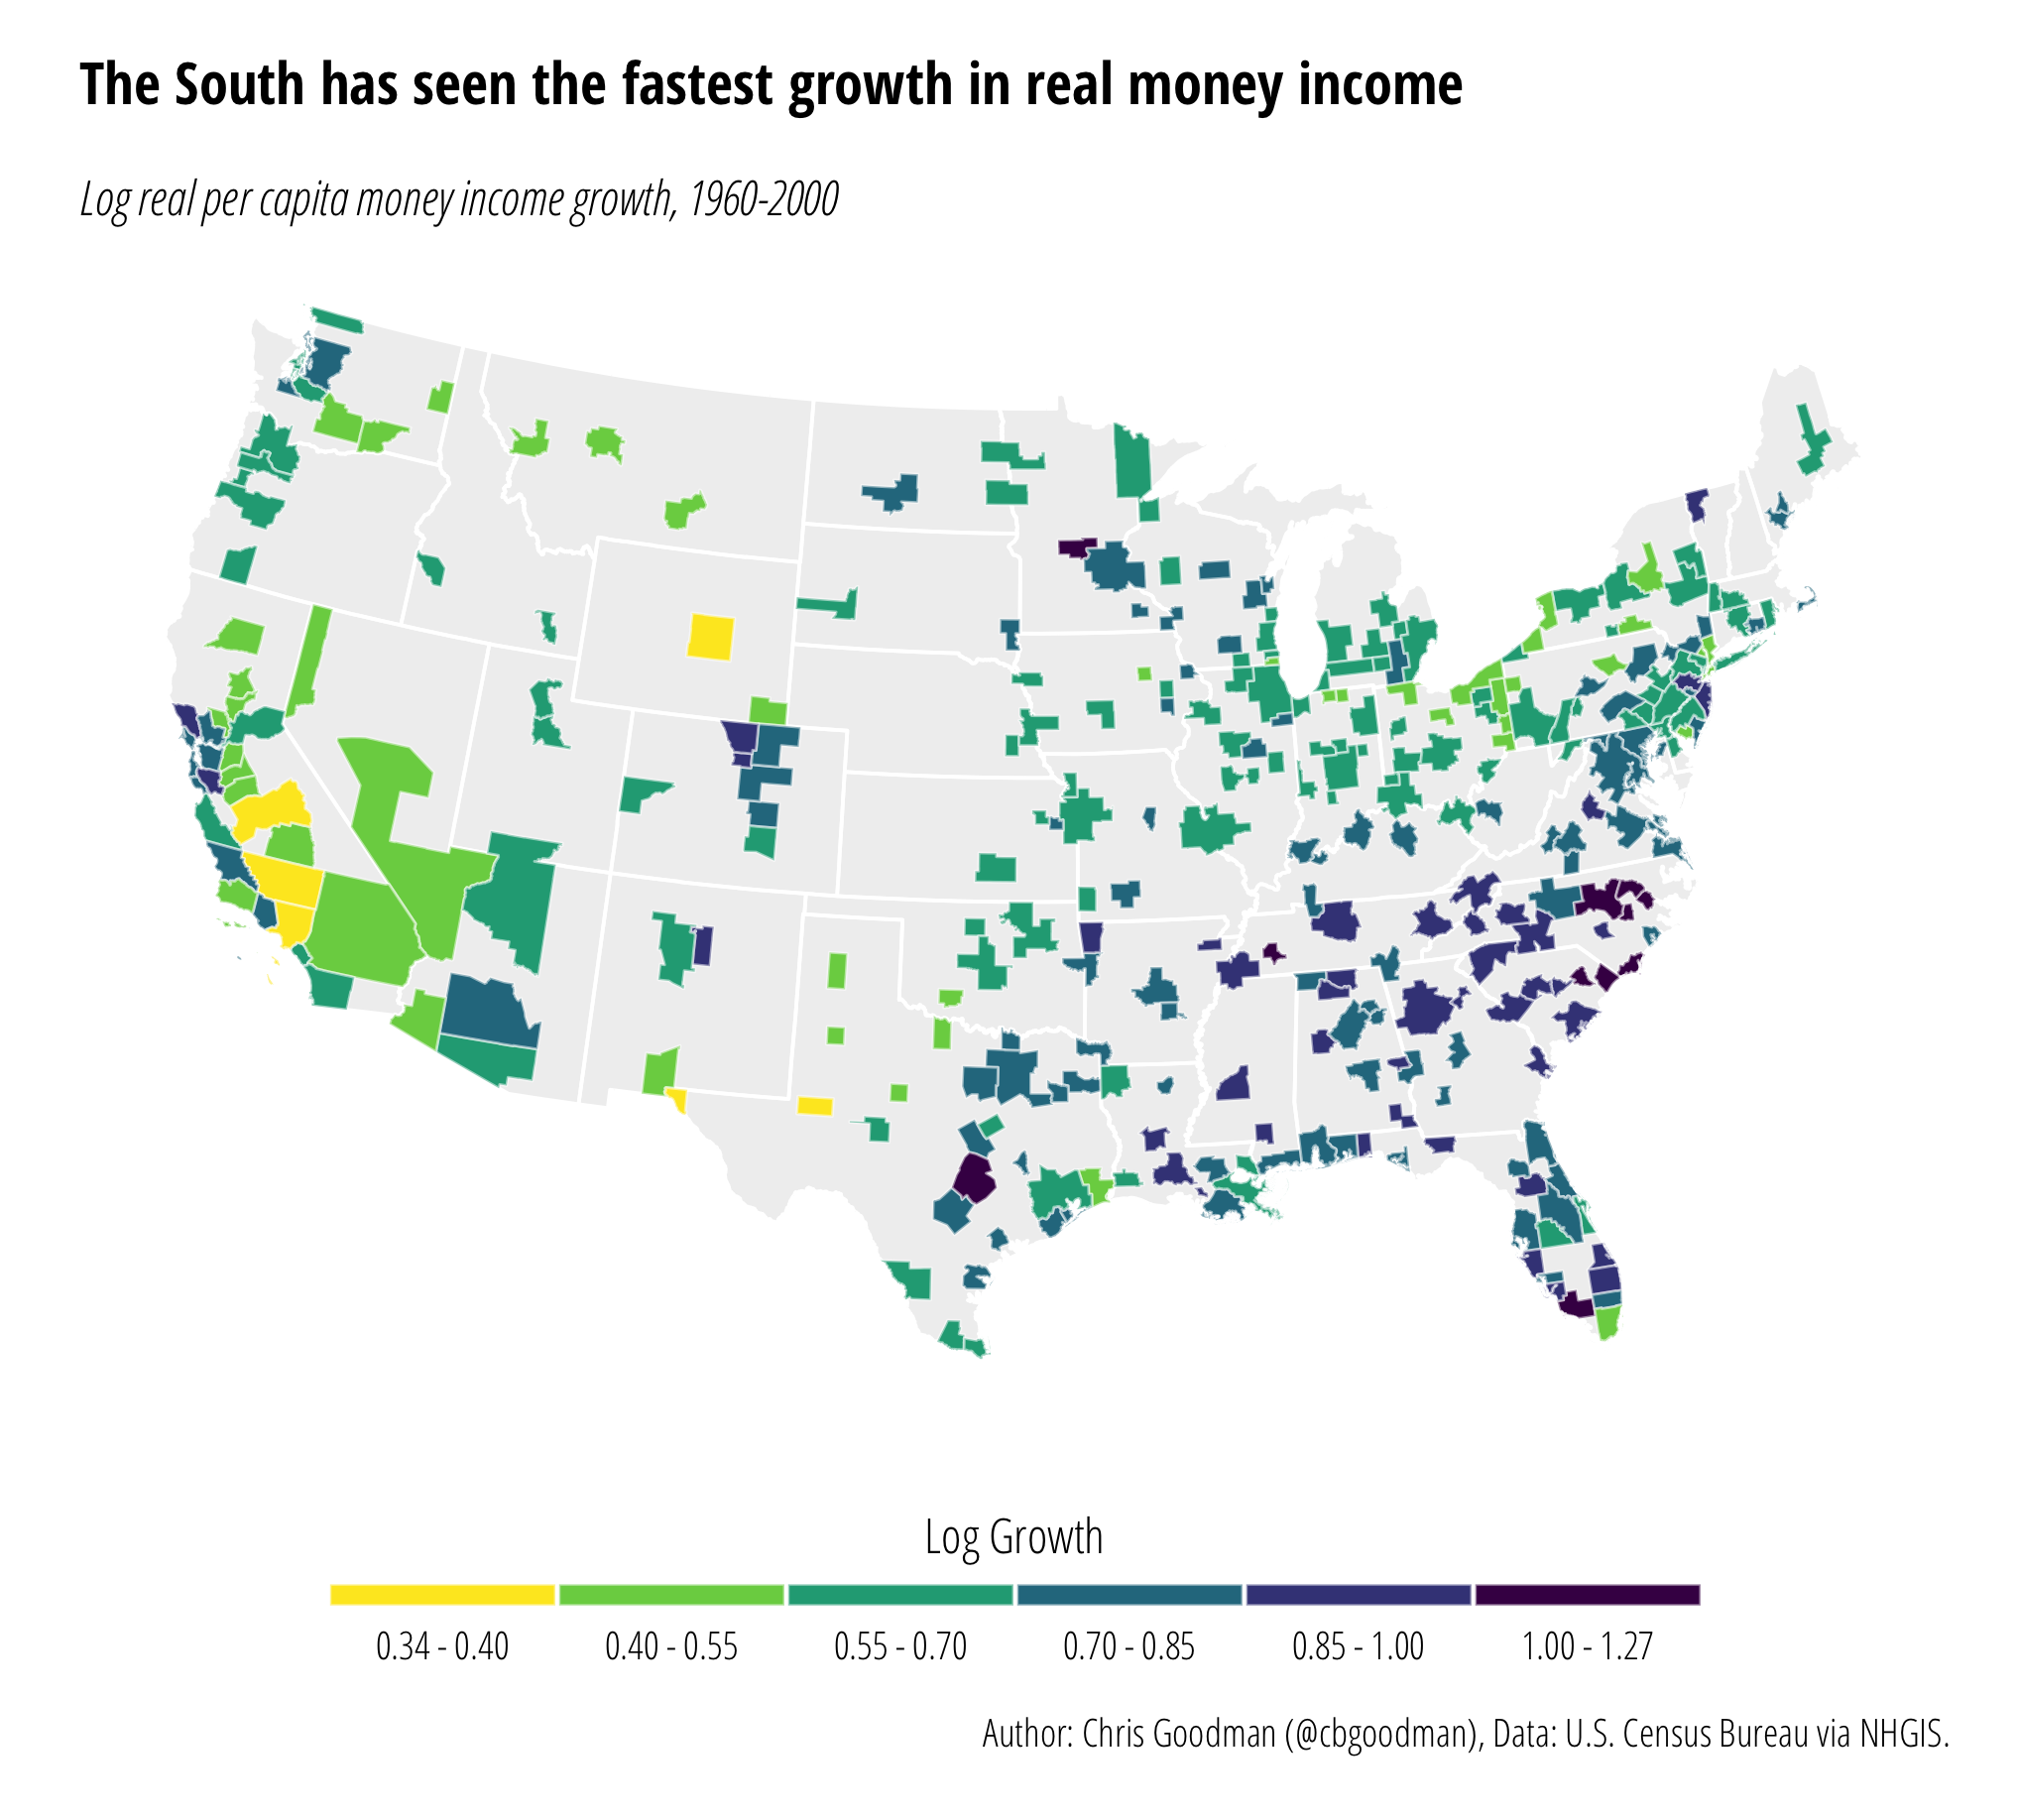 The South has seen the fastest growth in real money income
Log real per capita money income growth, 1960-2000
Log Growth
0.34 - 0.40
0.40 - 0.55
0.55 - 0.70
0.70 - 0.85
0.85 - 1.00
1.00 - 1.27
Author: Chris Goodman (@cbgoodman), Data: U.S. Census Bureau via NHGIS.